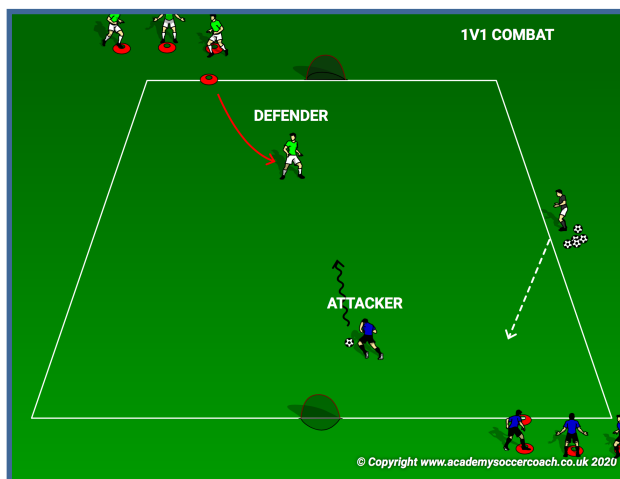 1V1 COMBAT
DEFENDER
ATTACKER
© Copyright www.academysoccercoach.co.uk 2020